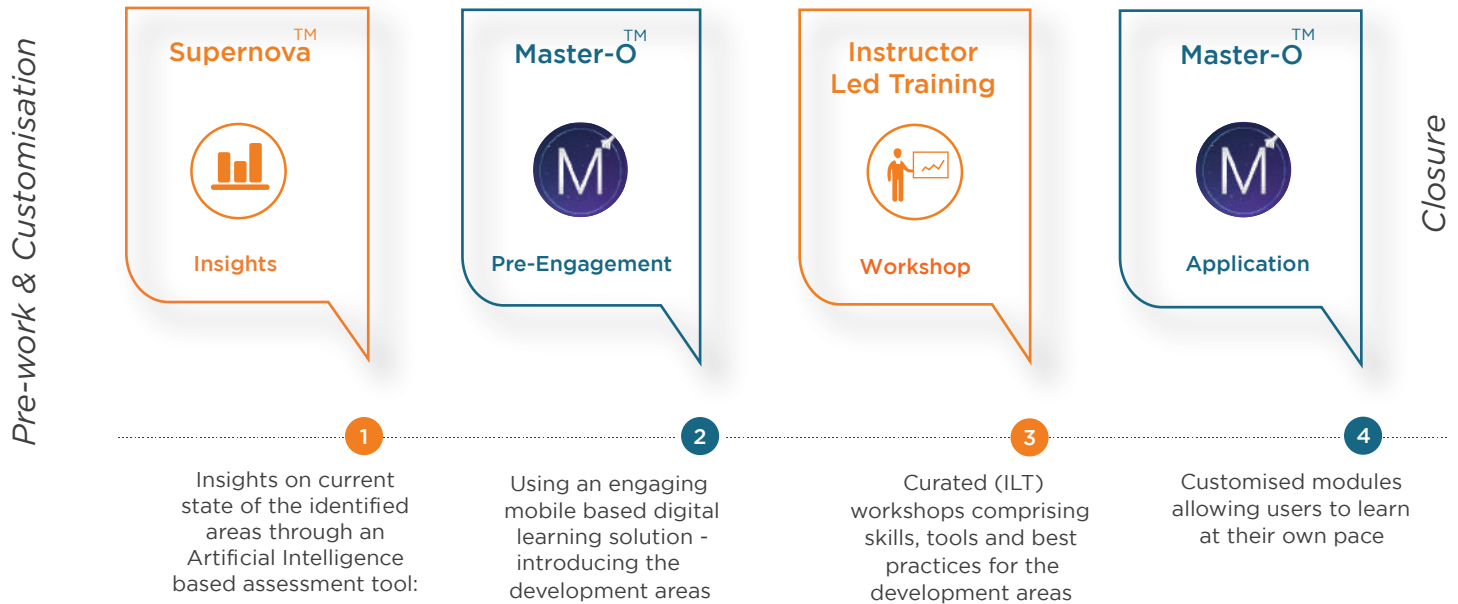 Pre-work & Customisation
Supernova™
Insights
1
Insights on current
state of the identified
areas through an
Artificial Intelligence
based assessment tool:
Master-O™
M
Pre-Engagement
2
Using an engaging
mobile based digital
learning solution -
introducing the
development areas
Instructor
Led Training
Workshop
3
Curated (ILT)
workshops comprising
skills, tools and best
practices for the
development areas
Master-O™
M
Application
4
Customised modules
allowing users to learn
at their own pace
Closure